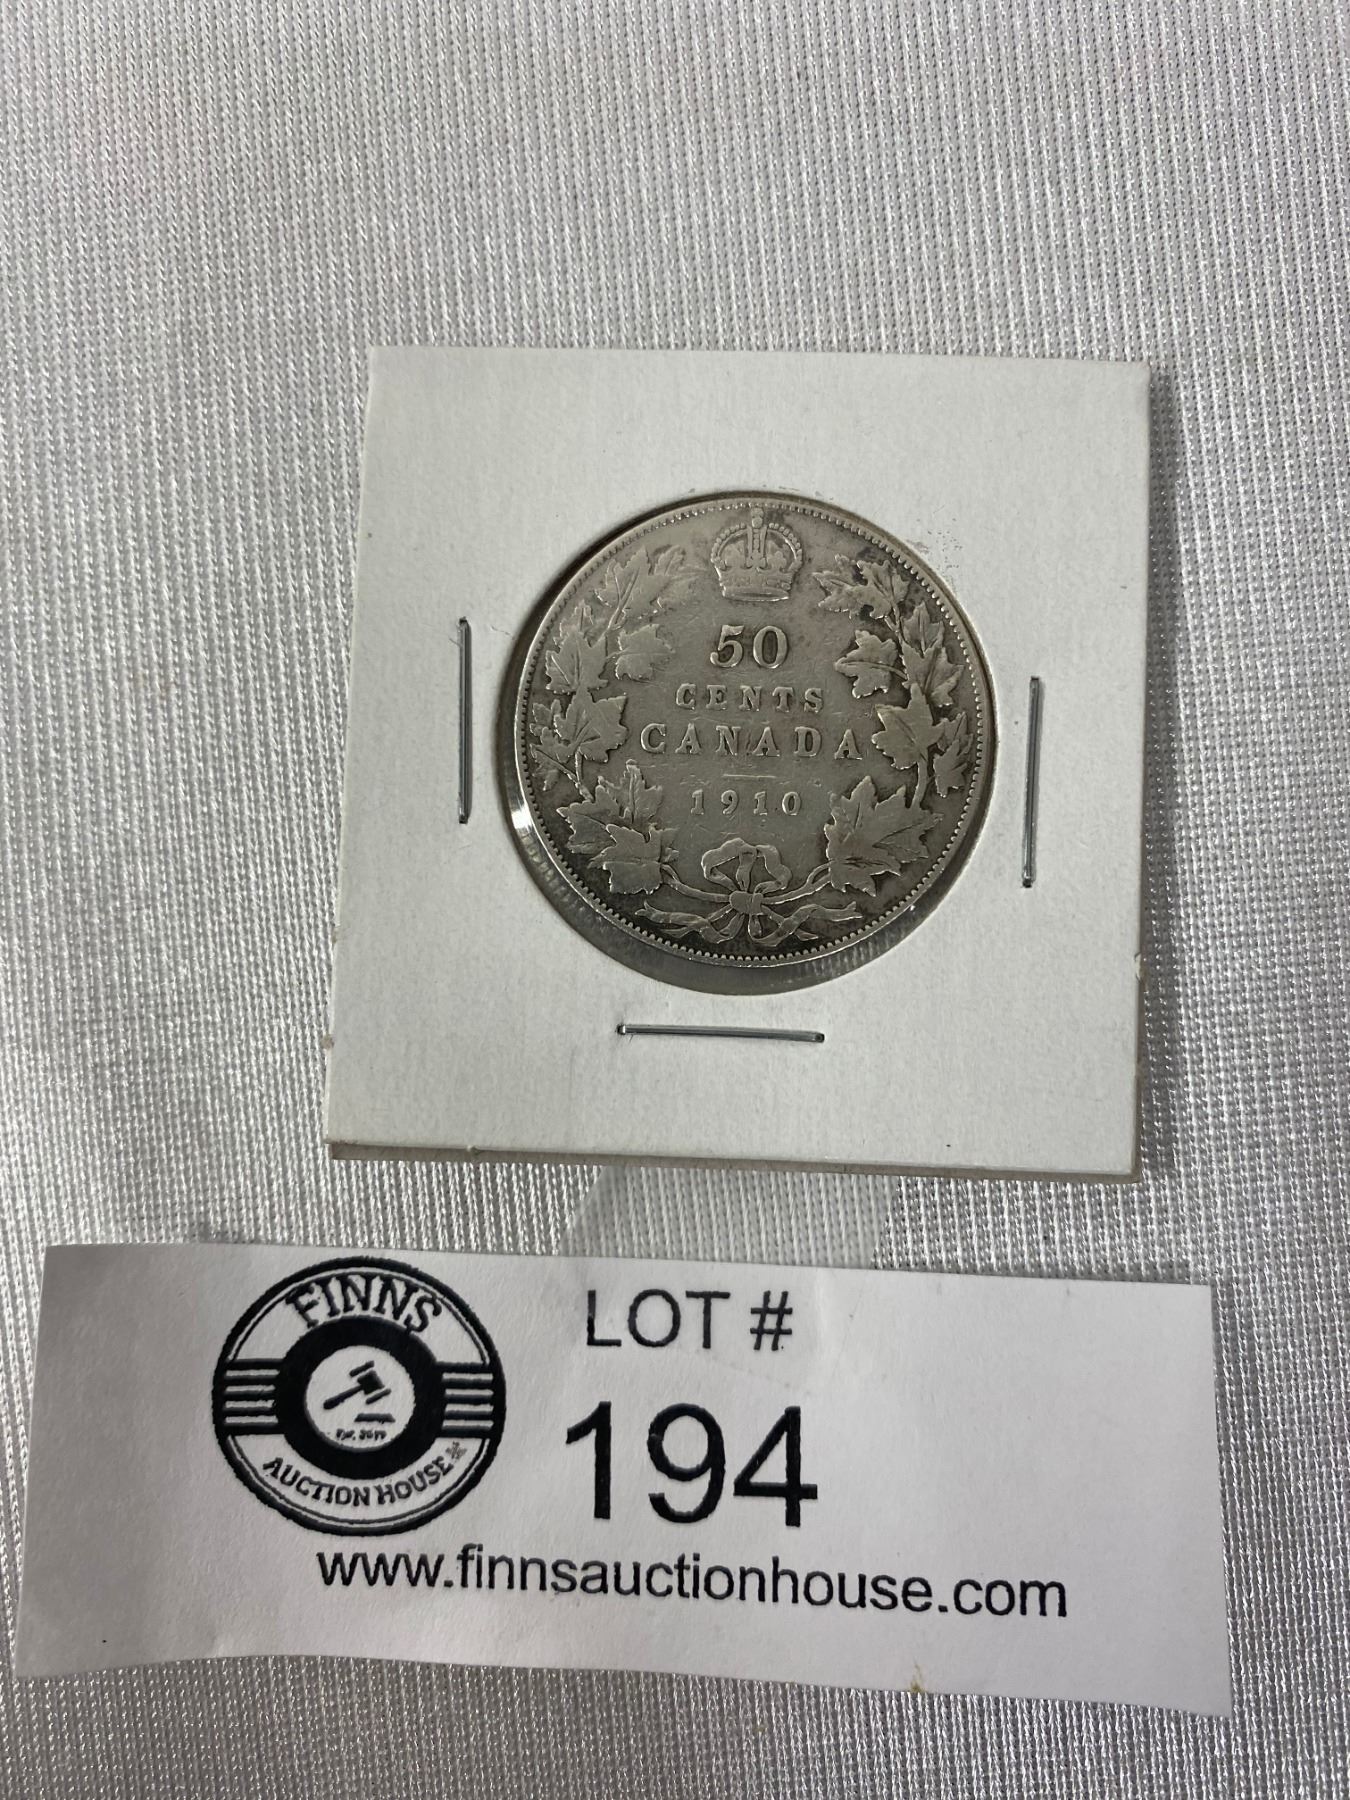 50
CENTS
CANADA
1910
FINNS
AUCTION HOUSE
LOT #
194
www.finnsauctionhouse.com